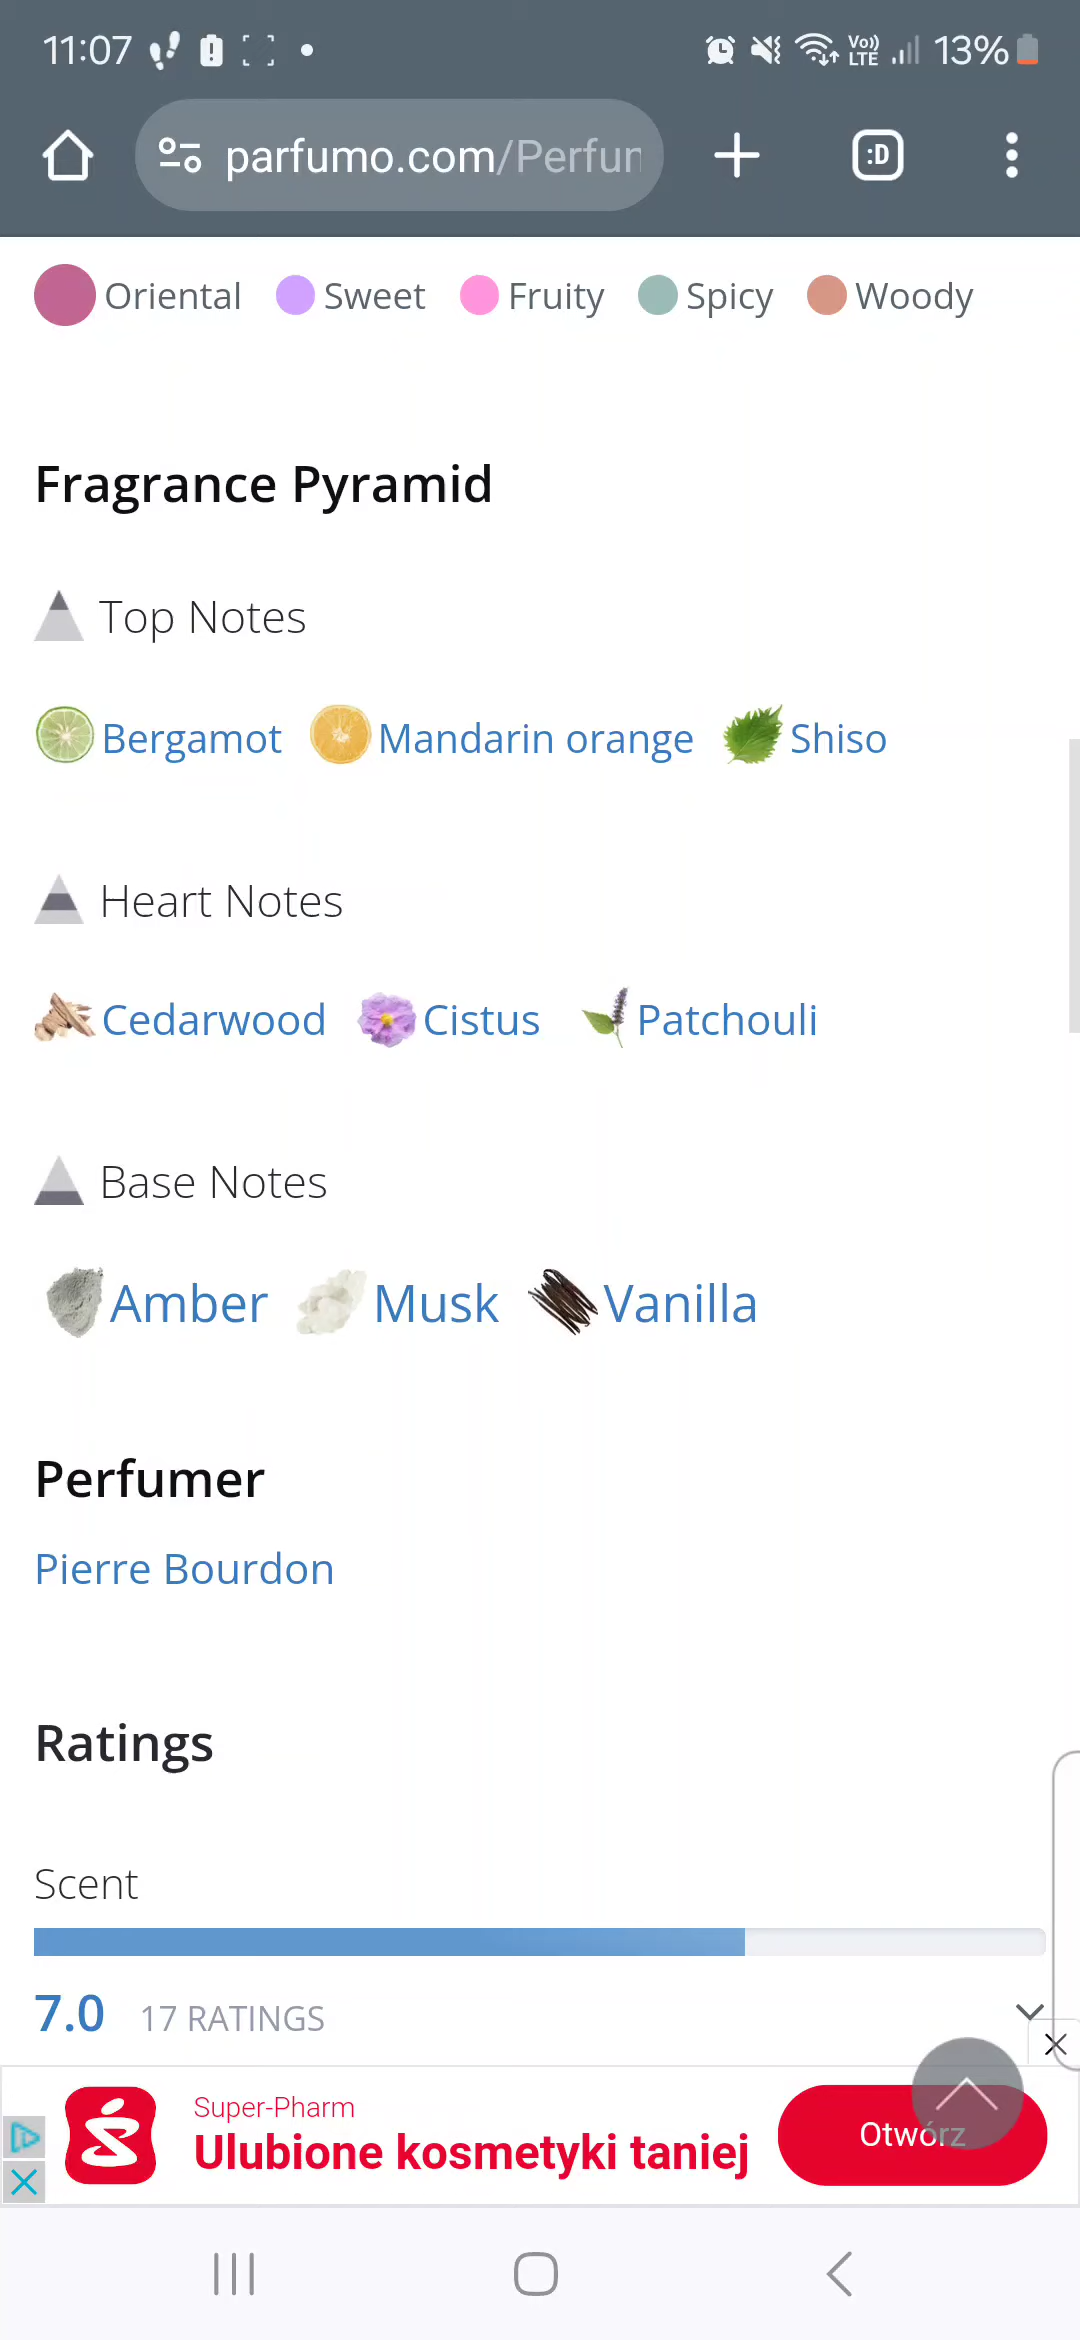 11:07
Vo)) LTE 13%
parfumo.com/Perfun
:D
Oriental Sweet Fruity Spicy Woody
Fragrance Pyramid
Top Notes
Bergamot Mandarin orange Shiso
Heart Notes
Cedarwood Cistus Patchouli
Base Notes
Amber Musk Vanilla
Perfumer
Pierre Bourdon
Ratings
Scent
7.0 17 RATINGS
Super-Pharm
Ulubione kosmetyki taniej
Otwórz